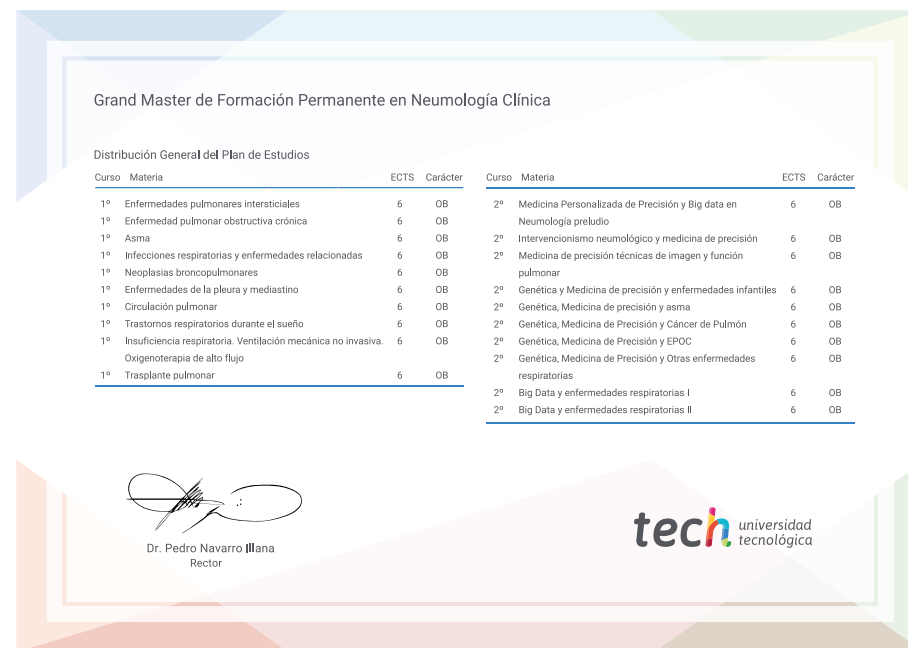 Grand Master de Formación Permanente en Neumología Clínica
Distribución General del Plan de Estudios
Curso Materia ECTS Carácter
1º Enfermedades pulmonares intersticiales 6 OB
1º Enfermedad pulmonar obstructiva crónica 6 OB
1º Asma 6 OB
1º Infecciones respiratorias y enfermedades relacionadas 6 OB
1º Neoplasias broncopulmonares 6 OB
1º Enfermedades de la pleura y mediastino 6 OB
1º Circulación pulmonar 6 OB
1º Trastornos respiratorios durante el sueño 6 OB
1º Insuficiencia respiratoria. Ventilación mecánica no invasiva. 6 OB
Oxigenoterapia de alto flujo
1º Trasplante pulmonar 6 OB
Curso Materia ECTS Carácter
2º Medicina Personalizada de Precisión y Big data en 6 OB
Neumología preludio
2º Intervencionismo neumológico y medicina de precisión 6 OB
2º Medicina de precisión técnicas de imagen y función 6 OB
pulmonar
2º Genética y Medicina de precisión y enfermedades infantiles 6 OB
2º Genética, Medicina de precisión y asma 6 OB
2º Genética, Medicina de Precisión y Cáncer de Pulmón 6 OB
2º Genética, Medicina de Precisión y EPOC 6 OB
2º Genética, Medicina de Precisión y Otras enfermedades 6 OB
respiratorias
2º Big Data y enfermedades respiratorias I 6 OB
2º Big Data y enfermedades respiratorias II 6 OB
Dr. Pedro Navarro Illana
Rector
tech universidad
tecnológica